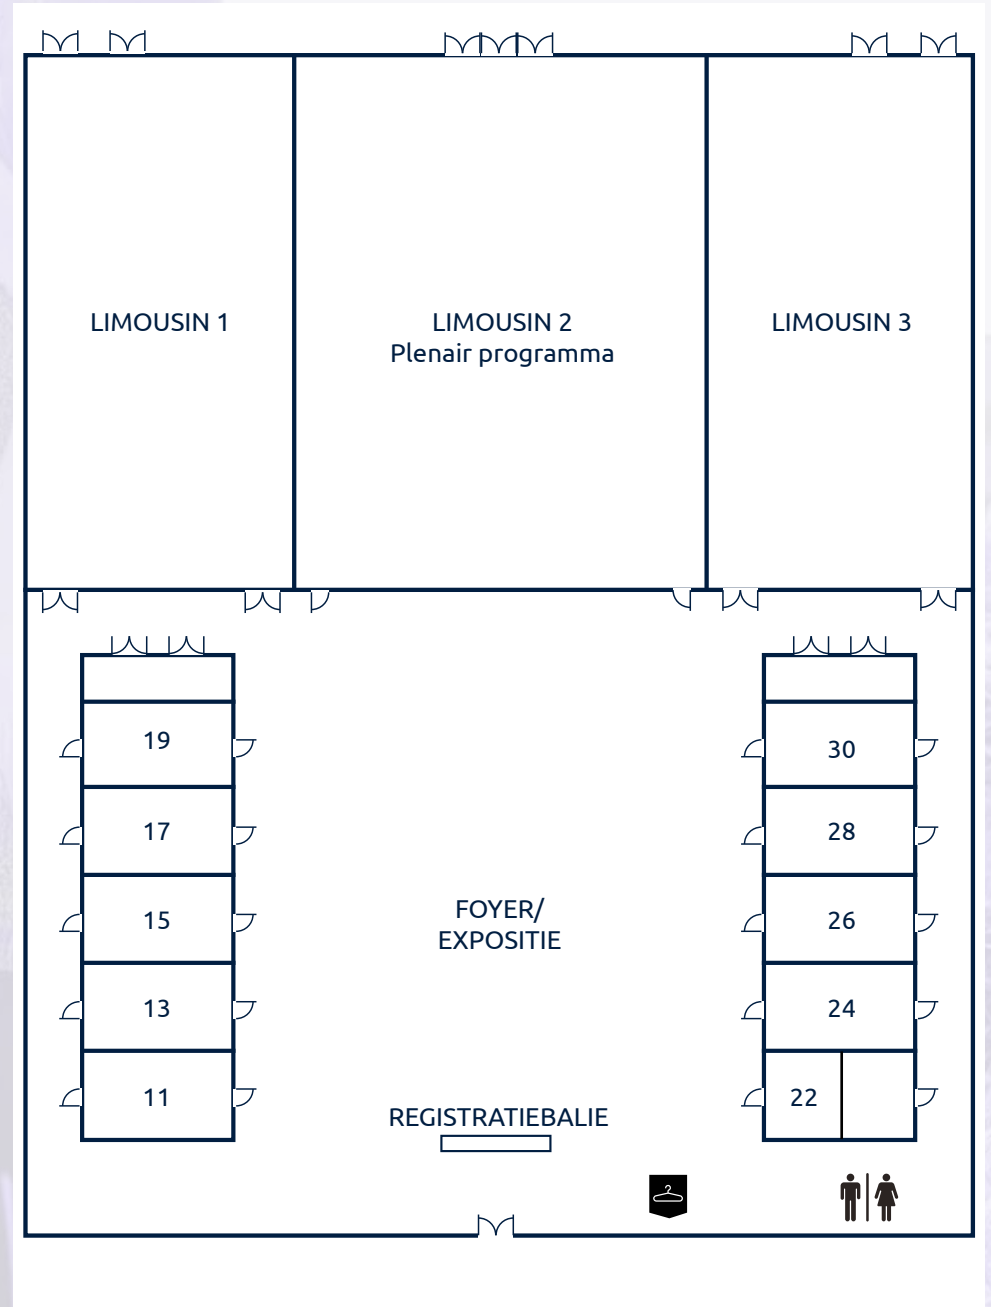 LIMOUSIN 1
LIMOUSIN 2
Plenair programma
LIMOUSIN 3
19
17
15
13
11
FOYER/
EXPOSITIE
REGISTRATIEBALIE
30
28
26
24
22